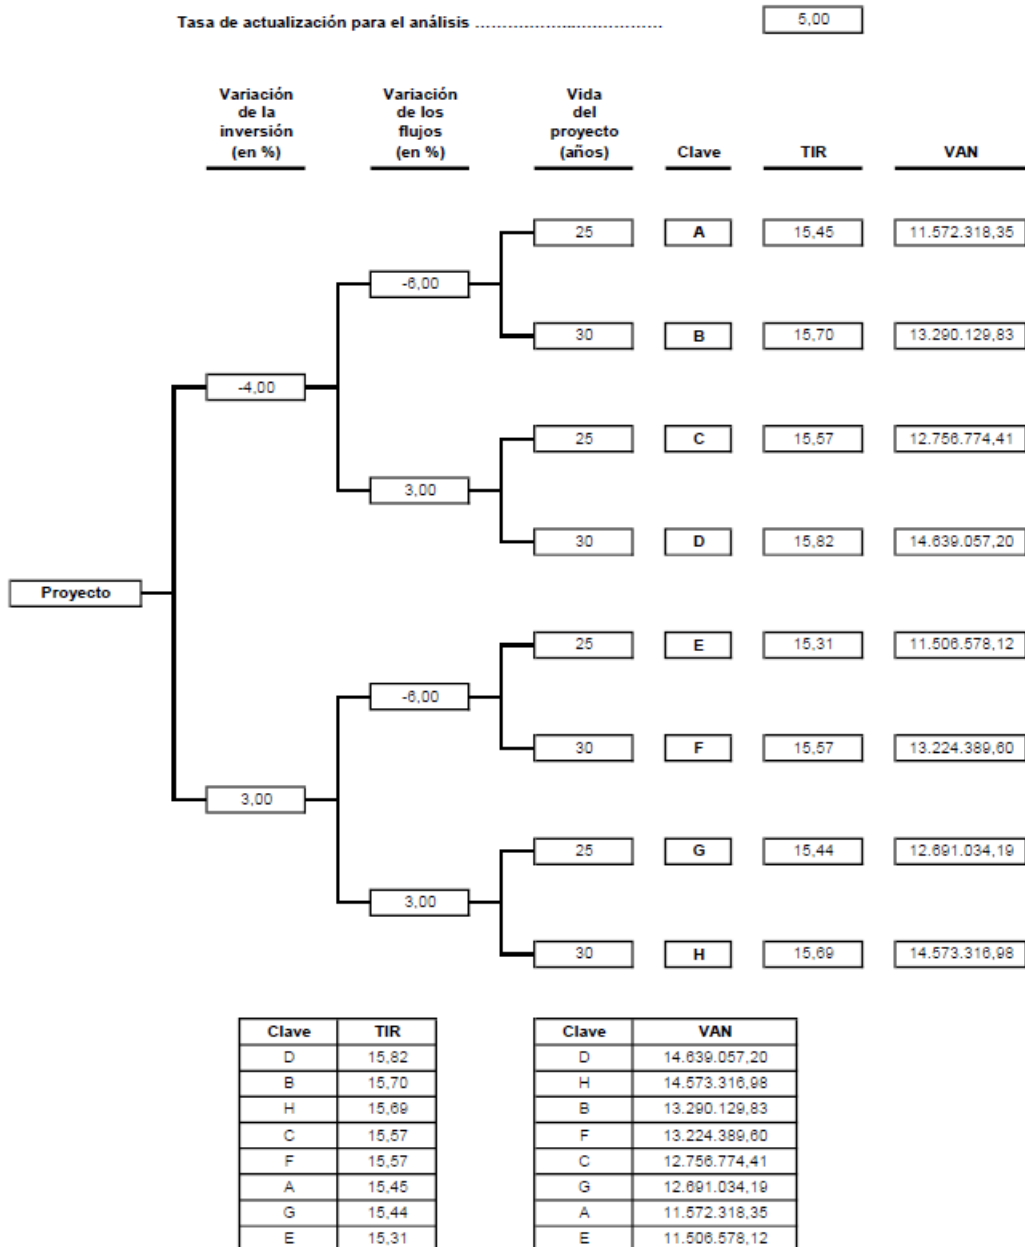 Tasa de actualización para el análisis ................................... 5,00
Variación de la inversión (en %)
Variación de los flujos (en %)
Vida del proyecto (años)
Clave
TIR
VAN
25 A 15,45 11.572.318,35
-6,00
30 B 15,70 13.290.129,83
-4,00
25 C 15,57 12.756.774,41
3,00
30 D 15,82 14.639.057,20
Proyecto
25 E 15,31 11.506.578,12
-6,00
30 F 15,57 13.224.389,60
3,00
25 G 15,44 12.691.034,19
3,00
30 H 15,69 14.573.316,98
Clave TIR
D 15,82
B 15,70
H 15,69
C 15,57
F 15,57
A 15,45
G 15,44
E 15,31
Clave VAN
D 14.639.057,20
H 14.573.316,98
B 13.290.129,83
F 13.224.389,60
C 12.756.774,41
G 12.691.034,19
A 11.572.318,35
E 11.506.578,12